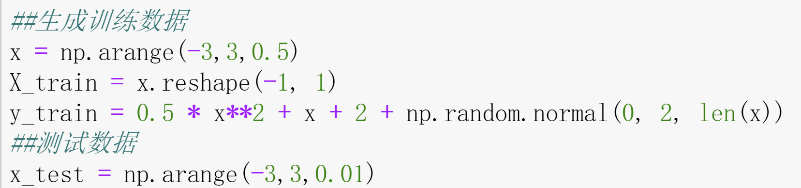 ##生成训练数据
x = np.arange(-3,3,0.5)
X_train = x.reshape(-1, 1)
y_train = 0.5 * x**2 + x + 2 + np.random.normal(0, 2, len(x))
##测试数据
x_test = np.arange(-3,3,0.01)